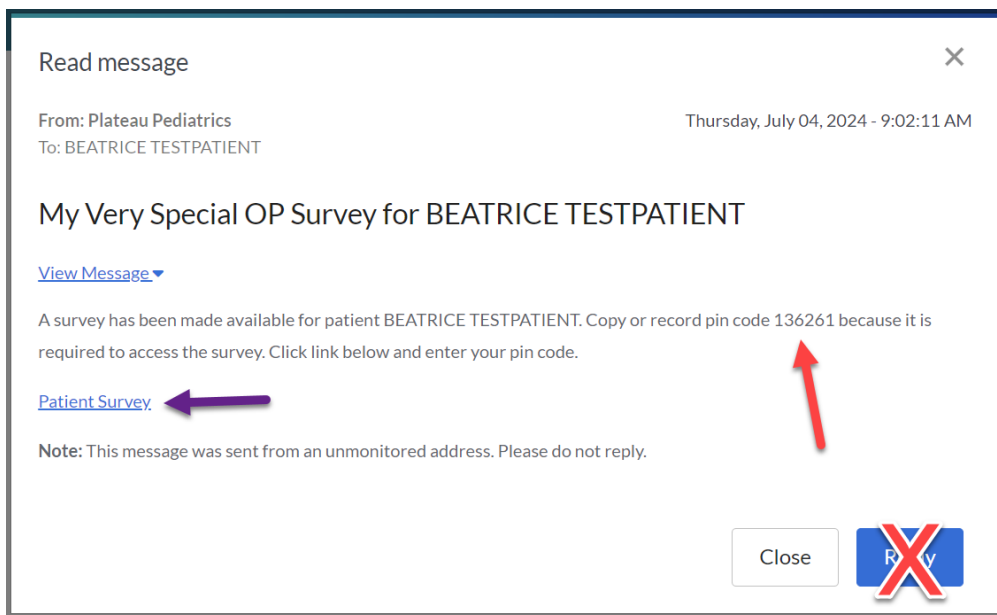 Read message
From: Plateau Pediatrics
Thursday, July 04, 2024 - 9:02:11 AM
To: BEATRICE TESTPATIENT
My Very Special OP Survey for BEATRICE TESTPATIENT
View Message
A survey has been made available for patient BEATRICE TESTPATIENT. Copy or record pin code 136261 because it is
required to access the survey. Click link below and enter your pin code.
Patient Survey
Note: This message was sent from an unmonitored address. Please do not reply.
Close